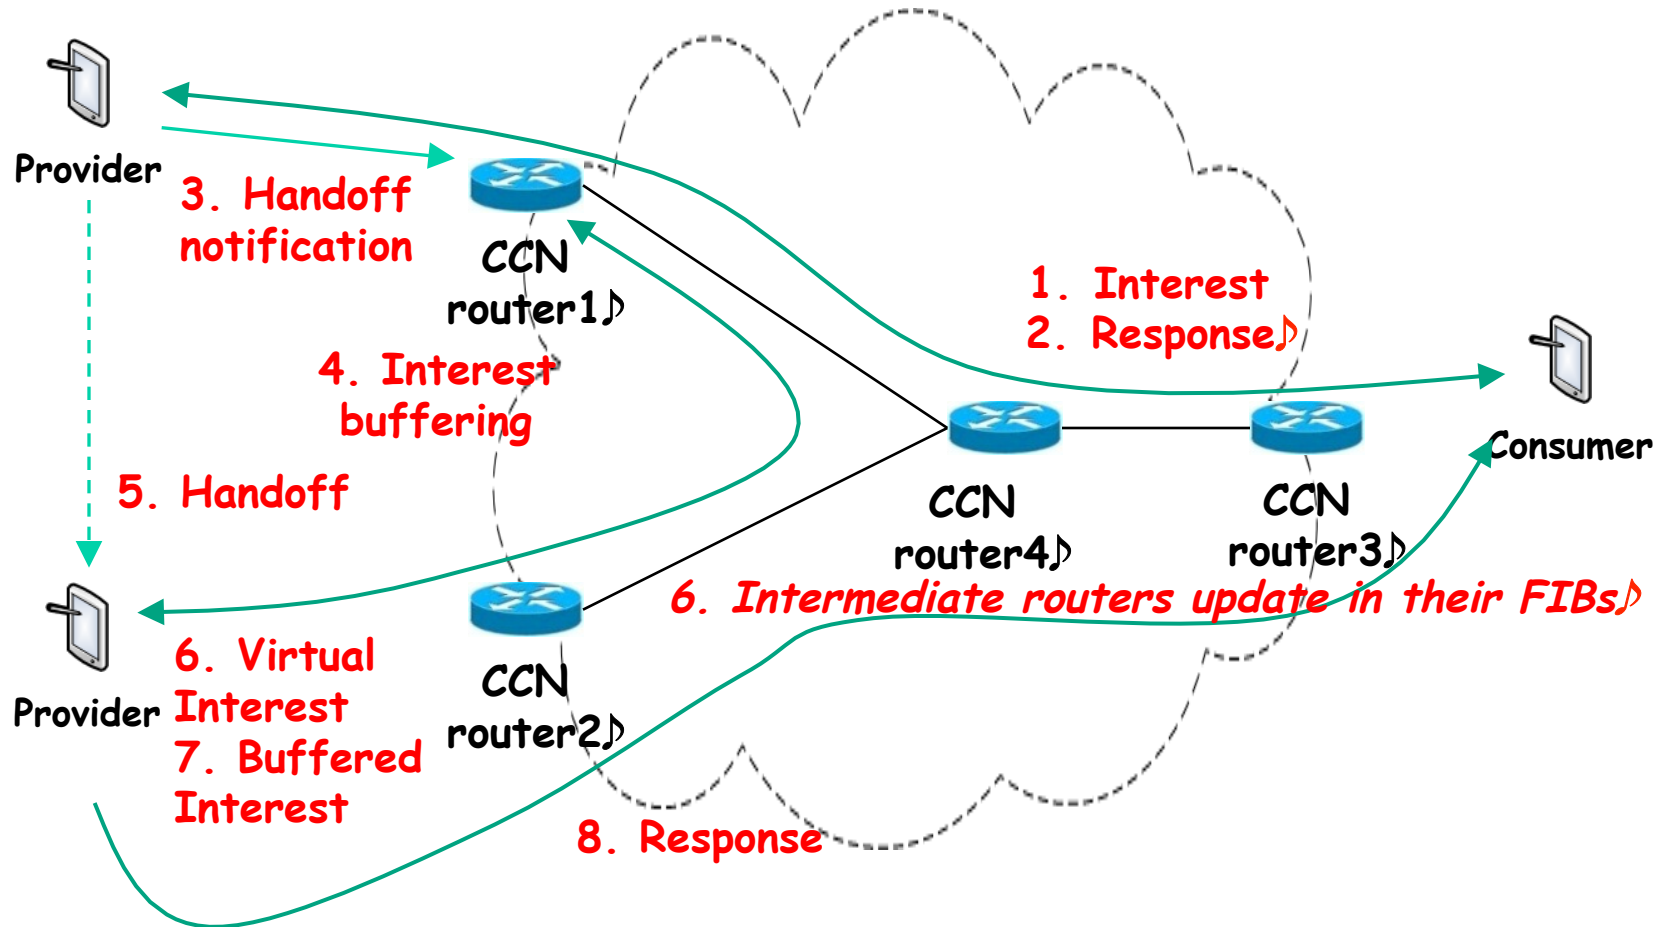 Provider
3. Handoff
notification
CCN
router1♪
1. Interest
2. Response♪
4. Interest
buffering
Consumer
5. Handoff
CCN
router4♪
CCN
router3♪
6. Intermediate routers update in their FIBs♪
Provider
6. Virtual
Interest
7. Buffered
Interest
CCN
router2♪
8. Response